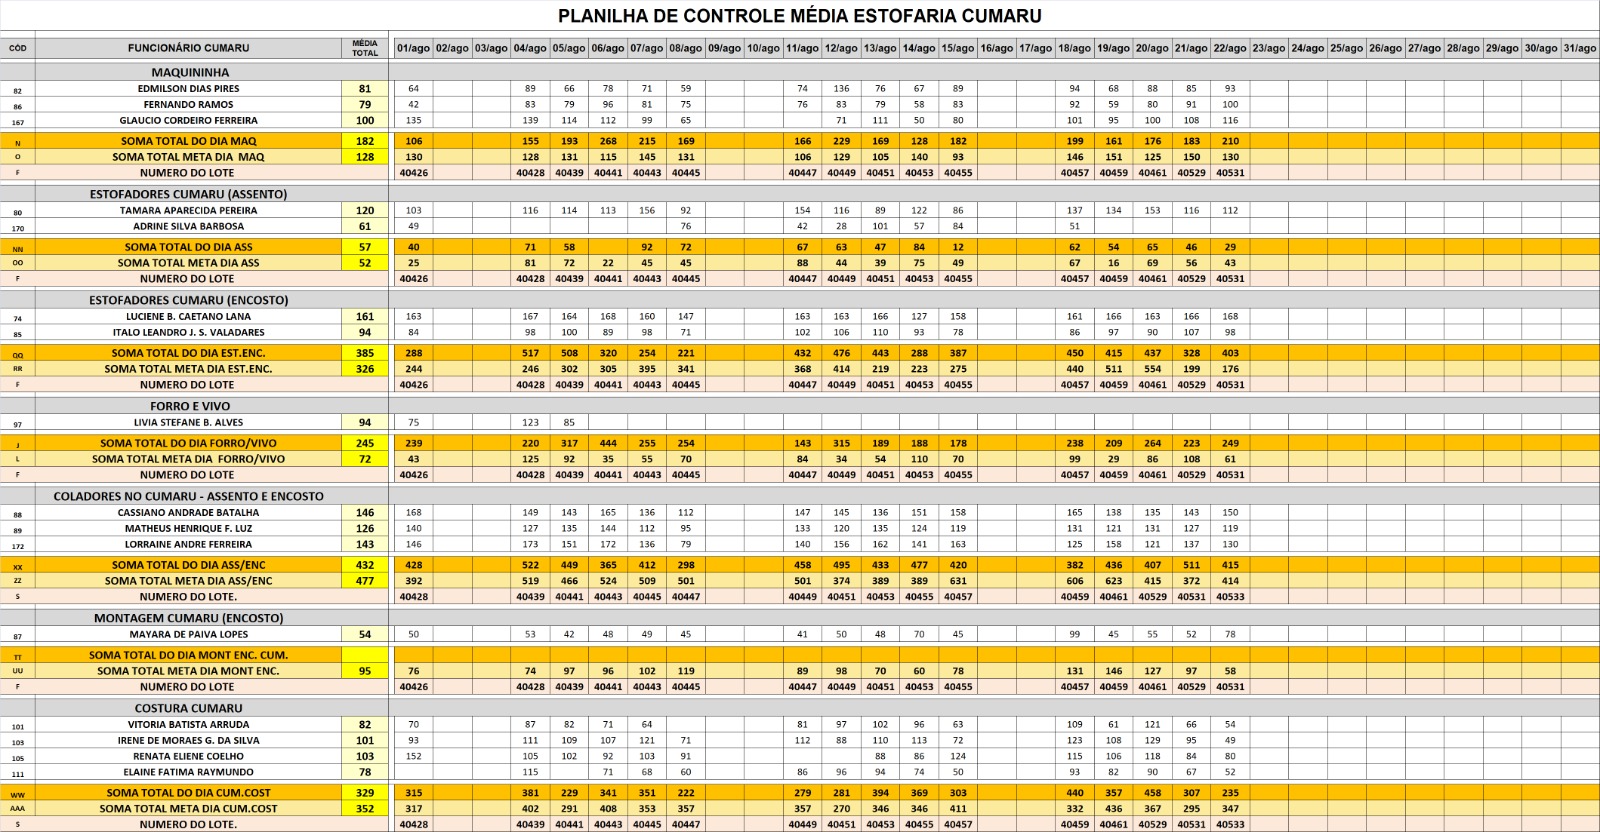 PLANILHA DE CONTROLE MÉDIA ESTOFARIA CUMARU
CÓD FUNCIONÁRIO CUMARU MÉDIA TOTAL 01/ago 02/ago 03/ago 04/ago 05/ago 06/ago 07/ago 08/ago 09/ago 10/ago 11/ago 12/ago 13/ago 14/ago 15/ago 16/ago 17/ago 18/ago 19/ago 20/ago 21/ago 22/ago 23/ago 24/ago 25/ago 26/ago 27/ago 28/ago 29/ago 30/ago 31/ago
MAQUININHA
82 EDMILSON DIAS PIRES 81 64 89 66 78 71 59 74 136 76 67 89 94 68 88 85 93
86 FERNANDO RAMOS 79 42 83 79 96 81 75 76 83 79 58 83 92 59 80 91 100
167 GLAUCIO CORDEIRO FERREIRA 100 135 139 114 112 99 65 71 111 50 80 101 95 100 108 116
N SOMA TOTAL DO DIA MAQ 182 106 155 193 268 215 169 166 229 169 128 182 199 161 176 183 210
O SOMA TOTAL META DIA MAQ 128 130 128 131 115 145 131 106 129 105 140 93 146 151 125 150 130
F NUMERO DO LOTE 40426 40428 40439 40441 40443 40445 40447 40449 40451 40453 40455 40457 40459 40461 40529 40531
ESTOFADORES CUMARU (ASSENTO)
80 TAMARA APARECIDA PEREIRA 120 103 116 114 113 156 92 154 116 89 122 86 137 134 153 116 112
170 ADRINE SILVA BARBOSA 61 49 76 42 28 101 57 84 51
NN SOMA TOTAL DO DIA ASS 57 40 71 58 92 72 67 63 47 84 12 62 54 65 46 29
OO SOMA TOTAL META DIA ASS 52 25 81 72 22 45 45 88 44 39 75 49 67 16 69 56 43
F NUMERO DO LOTE 40426 40428 40439 40441 40443 40445 40447 40449 40451 40453 40455 40457 40459 40461 40529 40531
ESTOFADORES CUMARU (ENCOSTO)
74 LUCIENE B. CAETANO LANA 161 163 167 164 168 160 147 163 163 166 127 158 161 166 163 166 168
85 ITALO LEANDRO J. S. VALADARES 94 84 98 100 89 98 71 102 106 110 93 78 86 97 90 107 98
QQ SOMA TOTAL DO DIA EST.ENC. 385 288 517 508 320 254 221 432 476 443 288 387 450 415 437 328 403
RR SOMA TOTAL META DIA EST.ENC. 326 244 246 302 305 395 341 368 414 219 223 275 440 511 554 199 176
F NUMERO DO LOTE 40426 40428 40439 40441 40443 40445 40447 40449 40451 40453 40455 40457 40459 40461 40529 40531
FORRO E VIVO
97 LIVIA STEFANE B. ALVES 94 75 123 85
J SOMA TOTAL DO DIA FORRO/VIVO 245 239 220 317 444 255 254 143 315 189 188 178 238 209 264 223 249
L SOMA TOTAL META DIA FORRO/VIVO 72 43 125 92 35 55 70 84 34 54 110 70 99 29 86 108 61
F NUMERO DO LOTE 40426 40428 40439 40441 40443 40445 40447 40449 40451 40453 40455 40457 40459 40461 40529 40531
COLADORES NO CUMARU - ASSENTO E ENCOSTO
88 CASSIANO ANDRADE BATALHA 146 168 149 143 165 136 112 147 145 136 151 158 165 138 135 143 150
89 MATHEUS HENRIQUE F. LUZ 126 140 127 135 144 112 95 133 120 135 124 119 131 121 131 127 119
172 LORRAINE ANDRE FERREIRA 143 146 173 151 172 136 79 140 156 162 141 163 125 158 121 137 130
XX SOMA TOTAL DO DIA ASS/ENC 432 428 522 449 365 412 298 458 495 433 477 420 382 436 407 511 415
ZZ SOMA TOTAL META DIA ASS/ENC 477 392 519 466 524 509 501 501 374 389 389 631 606 623 415 372 414
S NUMERO DO LOTE. 40428 40439 40441 40443 40445 40447 40449 40451 40453 40455 40457 40459 40461 40529 40531 40533
MONTAGEM CUMARU (ENCOSTO)
87 MAYARA DE PAIVA LOPES 54 50 53 42 48 49 45 41 50 48 70 45 99 45 55 52 78
TT SOMA TOTAL DO DIA MONT ENC. CUM.
UU SOMA TOTAL META DIA MONT ENC. 95 76 74 97 96 102 119 89 98 70 60 78 131 146 127 97 58
F NUMERO DO LOTE 40426 40428 40439 40441 40443 40445 40447 40449 40451 40453 40455 40457 40459 40461 40529 40531
COSTURA CUMARU
101 VITORIA BATISTA ARRUDA 82 70 87 82 71 64 81 97 102 96 63 109 61 121 66 54
103 IRENE DE MORAES G. DA SILVA 101 93 111 109 107 121 71 112 88 110 113 72 123 108 129 95 49
105 RENATA ELIENE COELHO 103 152 105 102 92 103 91 88 86 124 115 106 118 84 80
111 ELAINE FATIMA RAYMUNDO 78 115 71 68 60 86 96 94 74 50 93 82 90 67 52
WW SOMA TOTAL DO DIA CUM.COST 329 315 381 229 341 351 222 279 281 394 369 303 440 357 458 307 235
AAA SOMA TOTAL META DIA CUM.COST 352 317 402 291 408 353 357 357 270 346 346 411 332 436 367 295 347
S NUMERO DO LOTE. 40428 40439 40441 40443 40445 40447 40449 40451 40453 40455 40457 40459 40461 40529 40531 40533